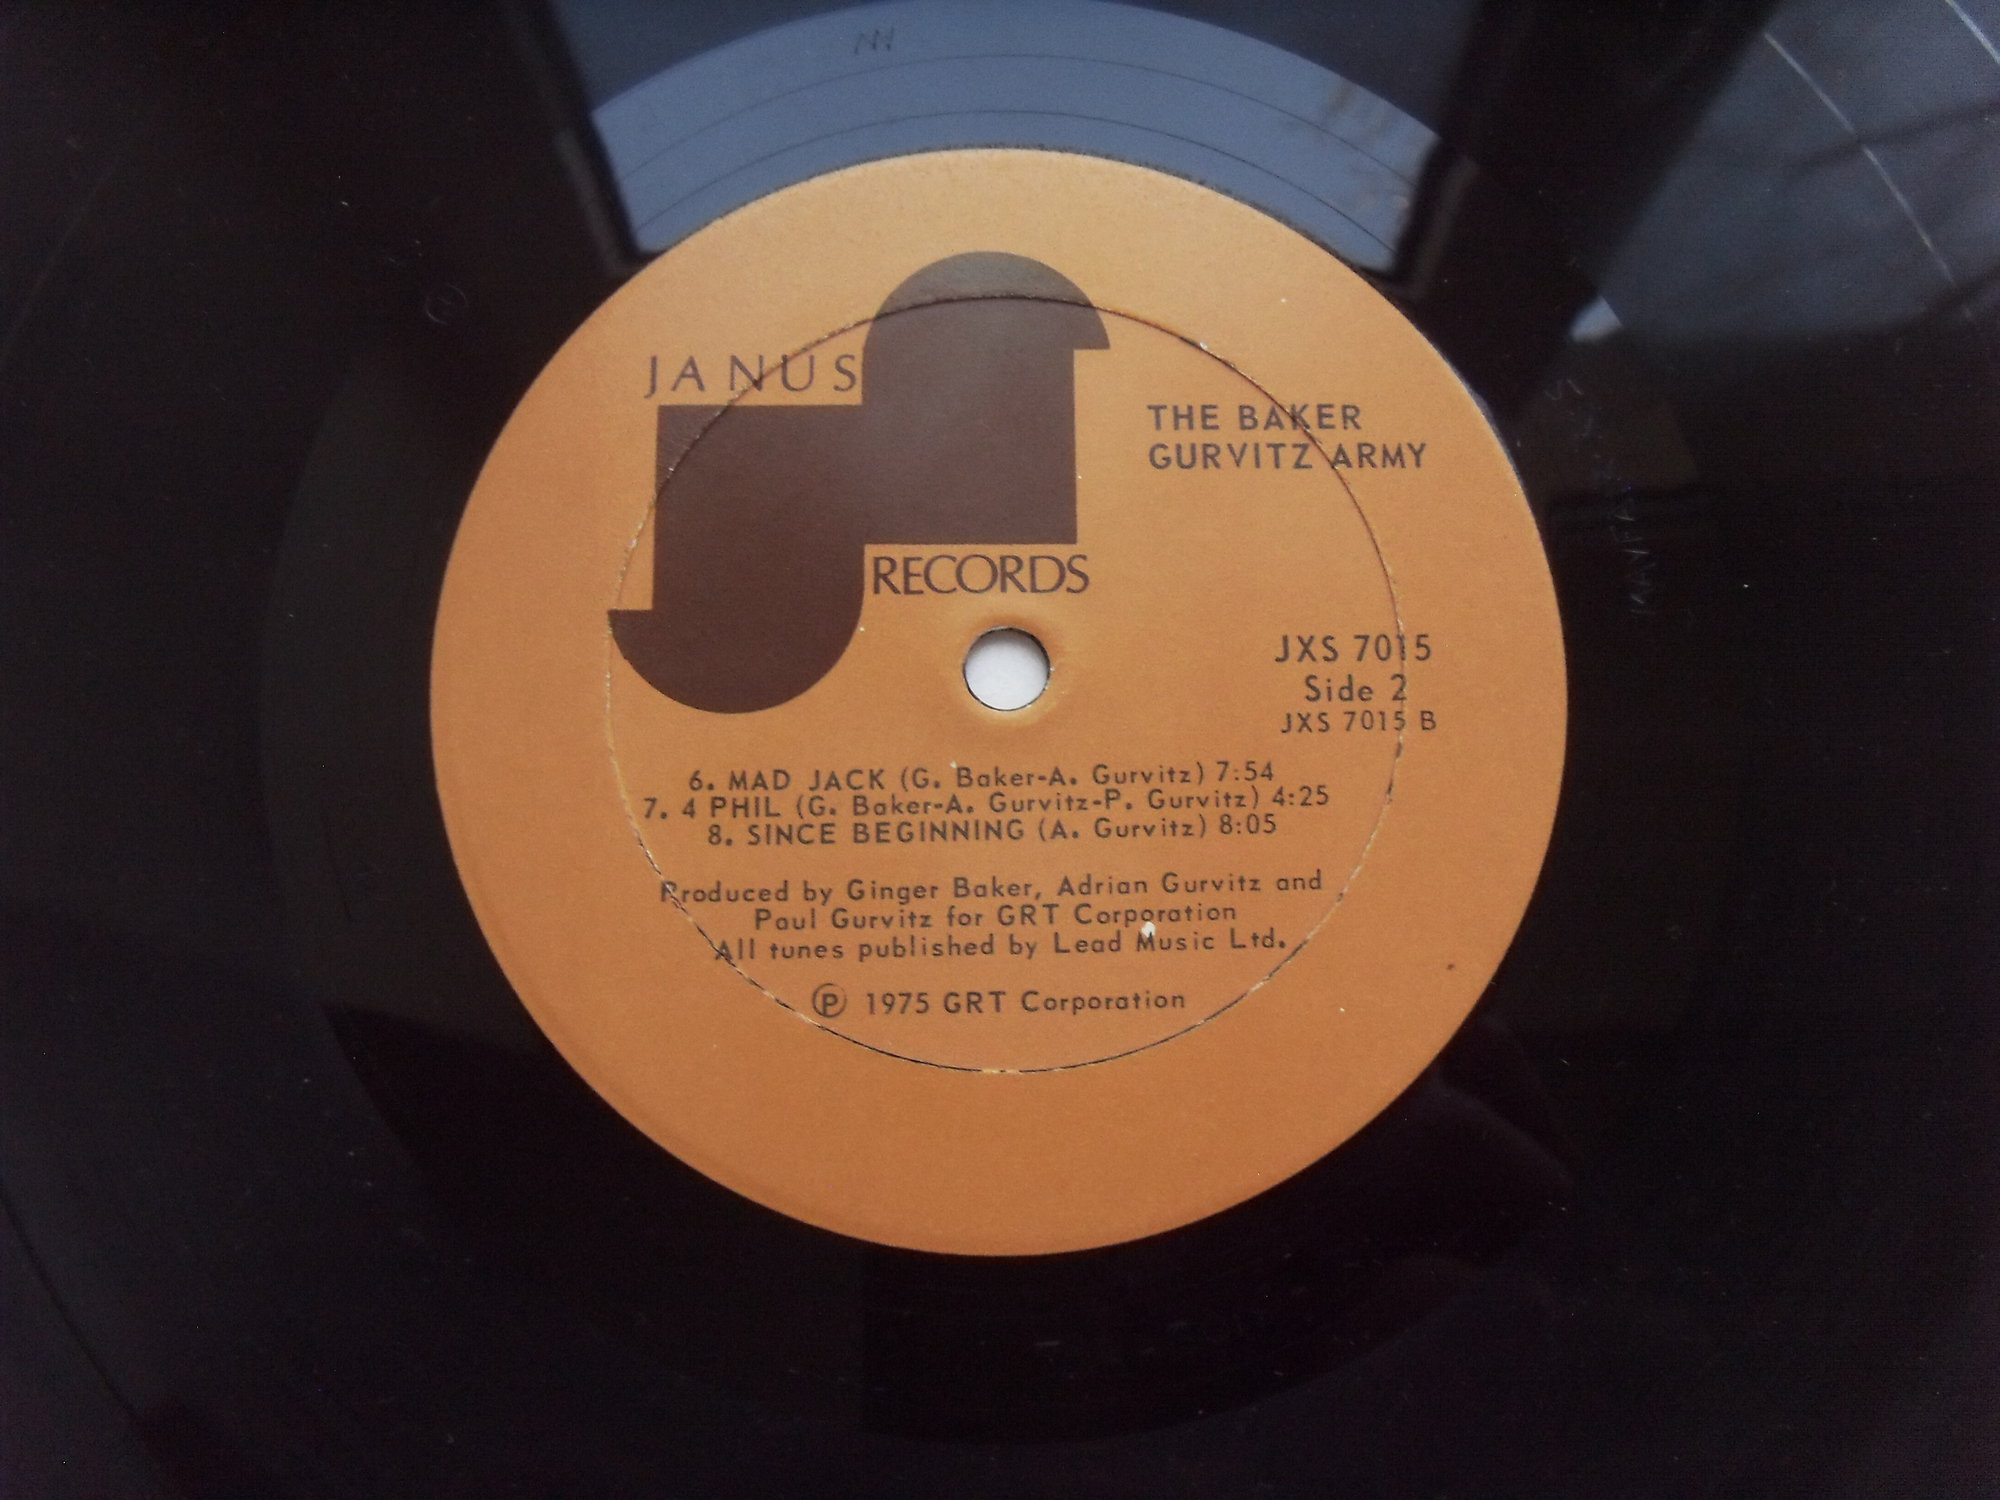 JANUS
RECORDS
THE BAKER
GURVITZ ARMY
JXS 7015
Side 2
JXS 7015 B
6. MAD JACK (G. Baker-A. Gurvitz) 7:54
7. 4 PHIL (G. Baker-A. Gurvitz-P. Gurvitz) 4:25
8. SINCE BEGINNING (A. Gurvitz) 8:05
Produced by Ginger Baker, Adrian Gurvitz and
Paul Gurvitz for GRT Corporation
All tunes published by Lead Music Ltd.
Ⓟ 1975 GRT Corporation